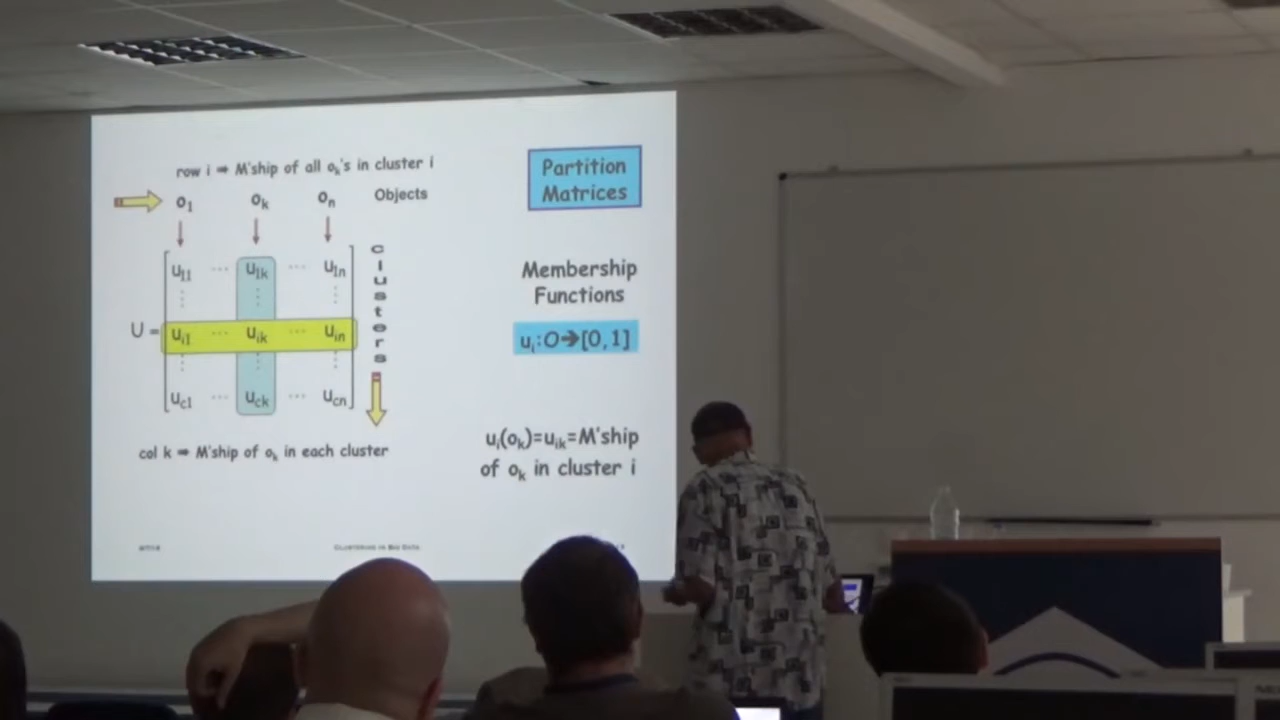 row i ⇒ M'ship of all oₖ's in cluster i
o₁ oₖ oₙ Objects
Partition
Matrices
clusters
u₁₁ ··· u₁ₖ ··· u₁ₙ
Membership
Functions
U = uᵢ₁ ··· uᵢₖ ··· uᵢₙ
uᵢ:O→[0,1]
u꜀₁ ··· u꜀ₖ ··· u꜀ₙ
col k ⇒ M'ship of oₖ in each cluster
uᵢ(oₖ)=uᵢₖ=M'ship
of oₖ in cluster i
Clustering in Big Data